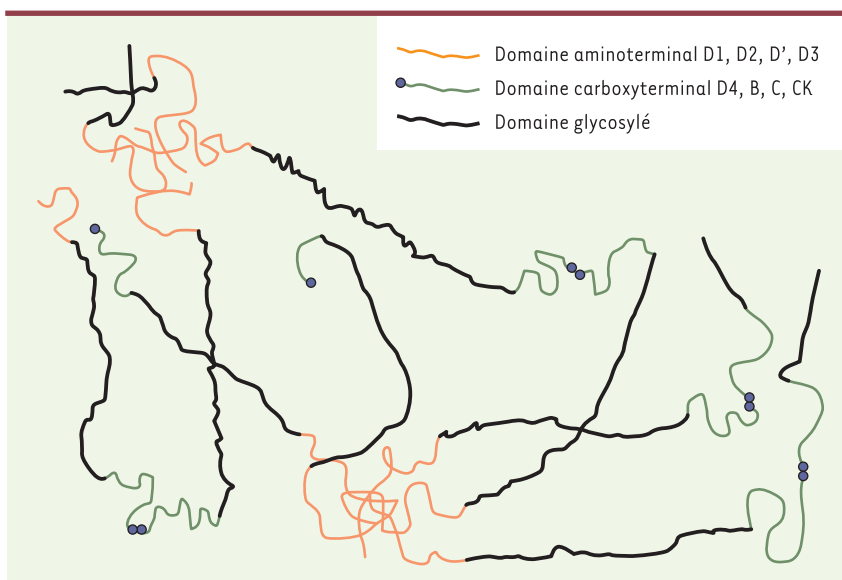 Domaine aminoterminal D1, D2, D’, D3
Domaine carboxyterminal D4, B, C, CK
Domaine glycosylé